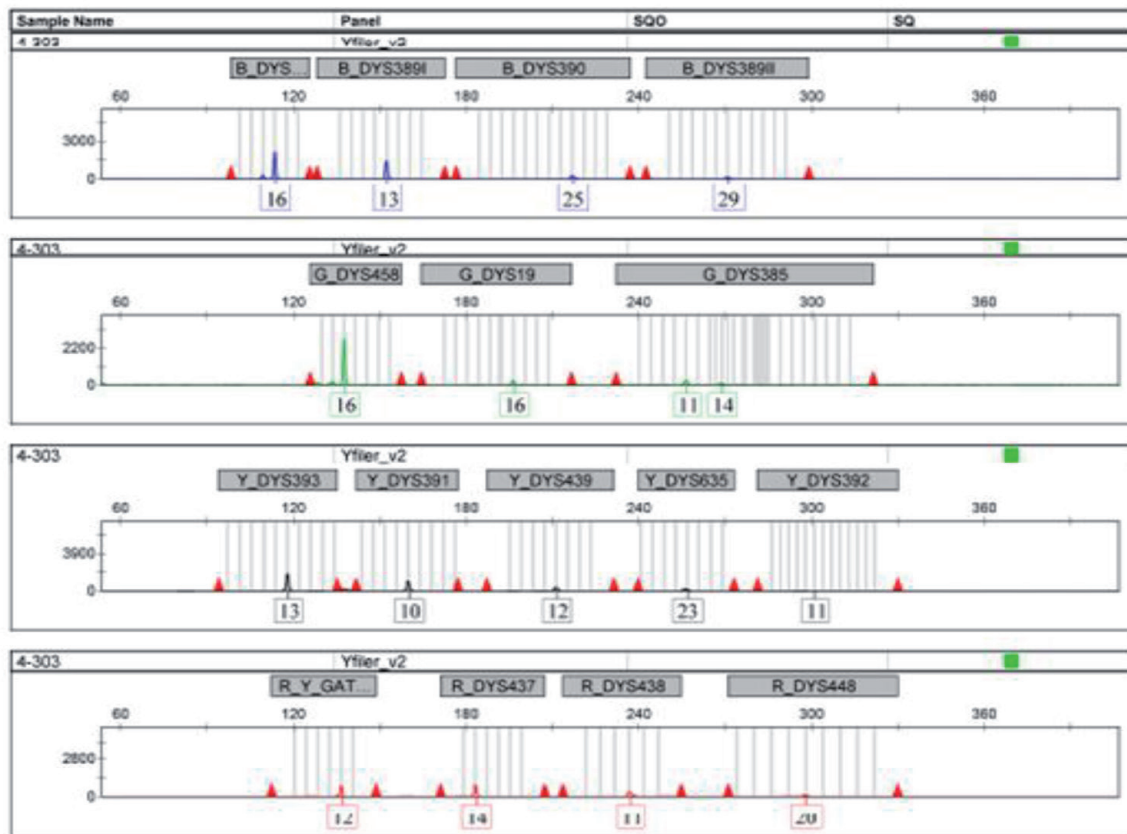 Sample Name Panel SQO SQ
4-303 Yfiler_v2
B_DYS... B_DYS389I B_DYS390 B_DYS389II
60 120 180 240 300 360
3000
0
16 13 25 29
4-303 Yfiler_v2
G_DYS458 G_DYS19 G_DYS385
60 120 180 240 300 360
2200
0
16 16 11 14
4-303 Yfiler_v2
Y_DYS393 Y_DYS391 Y_DYS439 Y_DYS635 Y_DYS392
60 120 180 240 300 360
3900
0
13 10 12 23 11
4-303 Yfiler_v2
R_Y_GAT... R_DYS437 R_DYS438 R_DYS448
60 120 180 240 300 360
2800
0
12 14 11 20